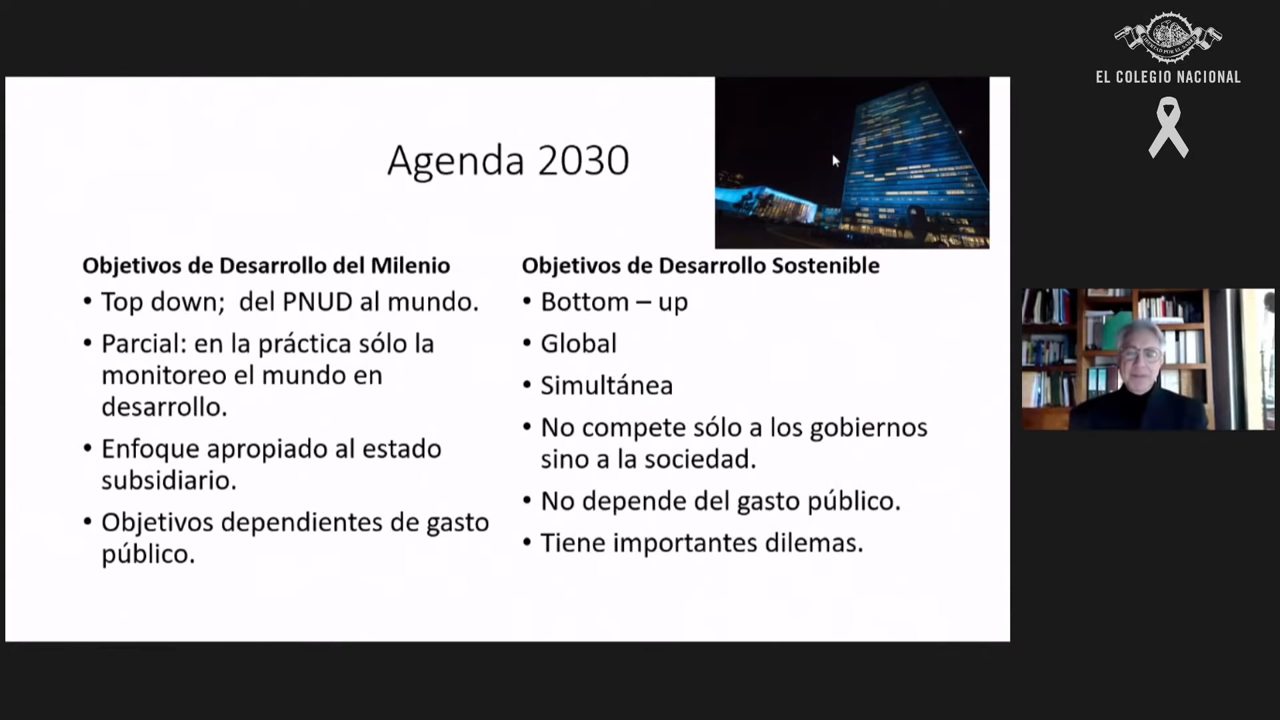 EL COLEGIO NACIONAL
Agenda 2030
Objetivos de Desarrollo del Milenio
• Top down; del PNUD al mundo.
• Parcial: en la práctica sólo la
monitoreo el mundo en
desarrollo.
• Enfoque apropiado al estado
subsidiario.
• Objetivos dependientes de gasto
público.
Objetivos de Desarrollo Sostenible
• Bottom – up
• Global
• Simultánea
• No compete sólo a los gobiernos
sino a la sociedad.
• No depende del gasto público.
• Tiene importantes dilemas.